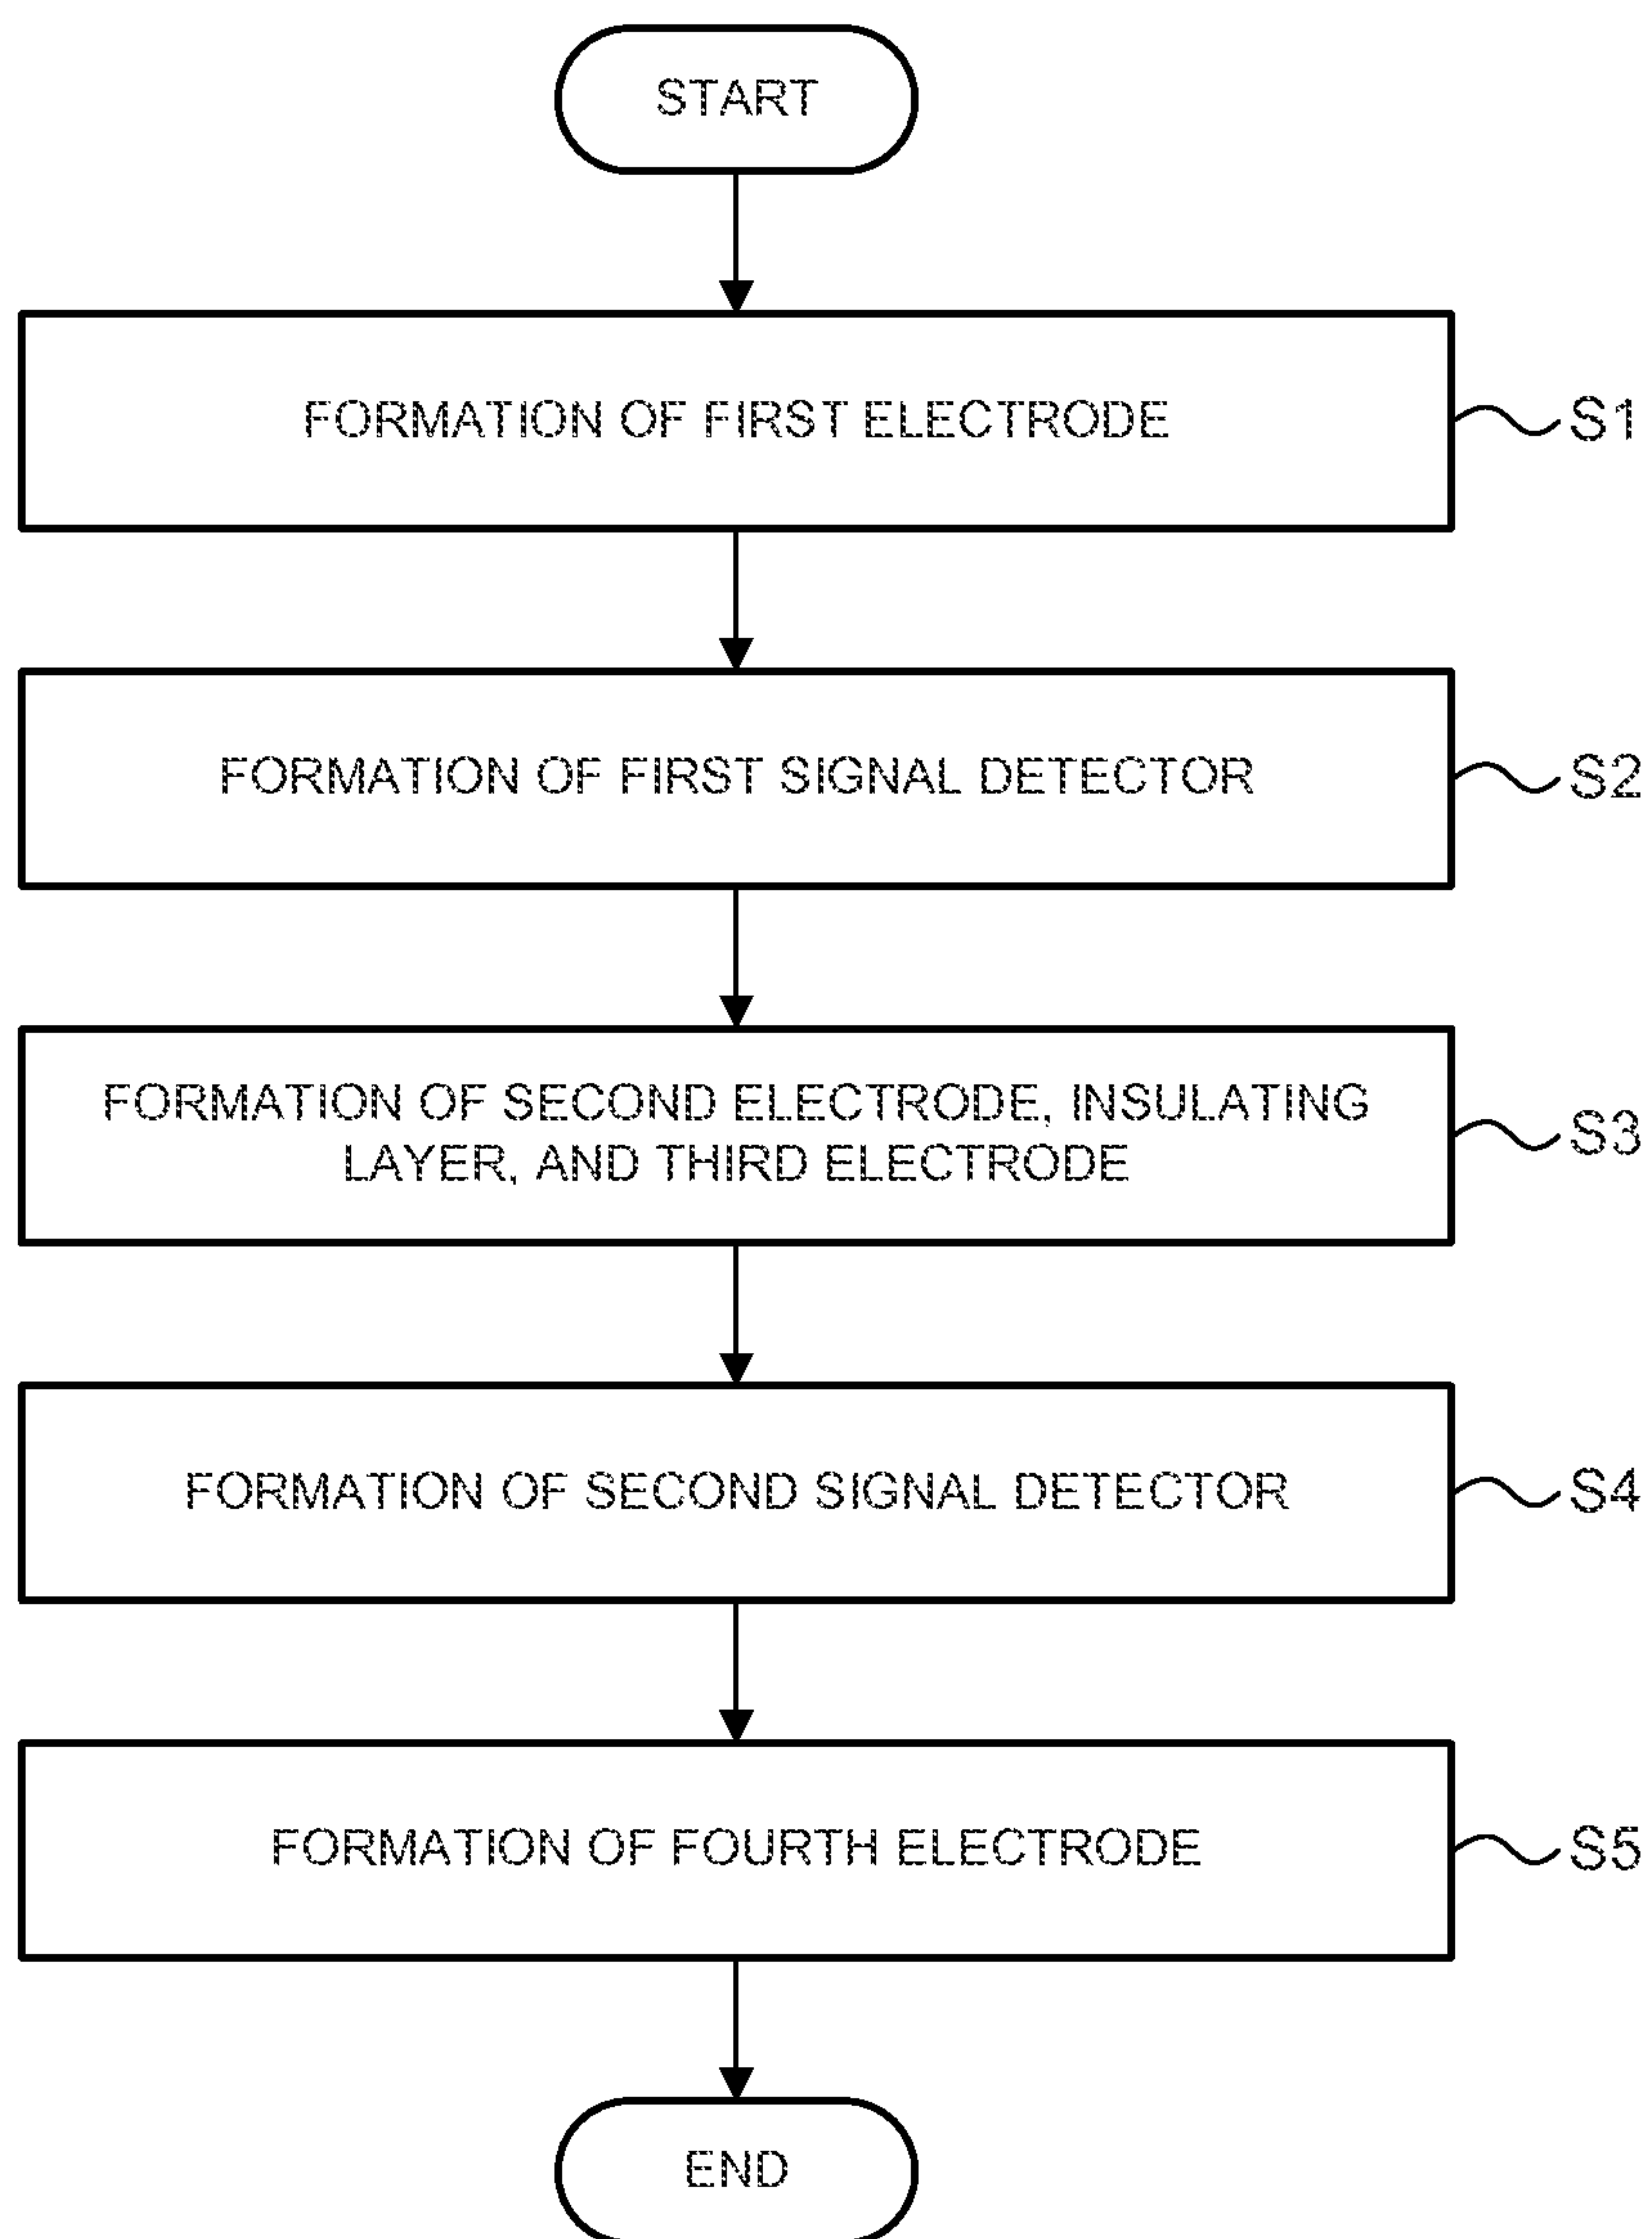 START
FORMATION OF FIRST ELECTRODE
S1
FORMATION OF FIRST SIGNAL DETECTOR
S2
FORMATION OF SECOND ELECTRODE, INSULATING
LAYER, AND THIRD ELECTRODE
S3
FORMATION OF SECOND SIGNAL DETECTOR
S4
FORMATION OF FOURTH ELECTRODE
S5
END